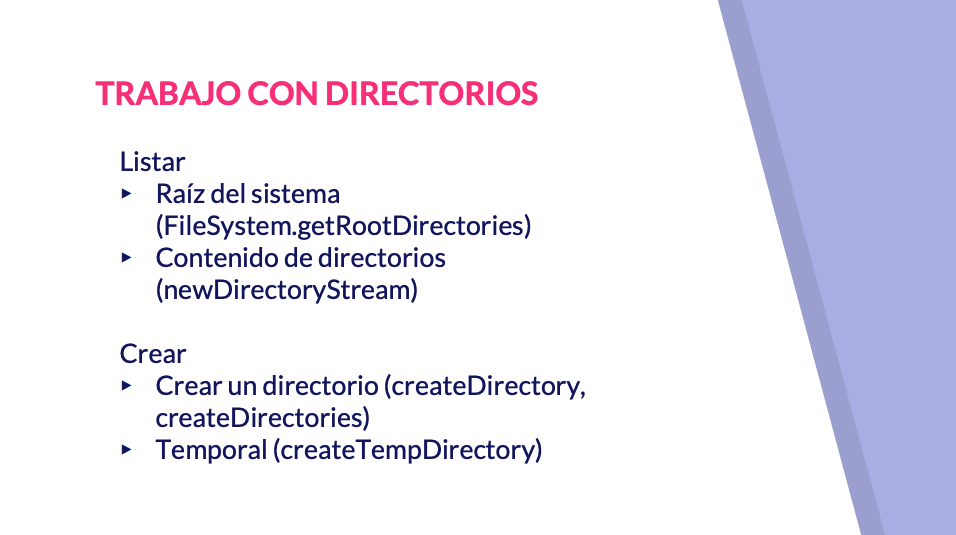 TRABAJO CON DIRECTORIOS
Listar
▸ Raíz del sistema
(FileSystem.getRootDirectories)
▸ Contenido de directorios
(newDirectoryStream)
Crear
▸ Crear un directorio (createDirectory,
createDirectories)
▸ Temporal (createTempDirectory)